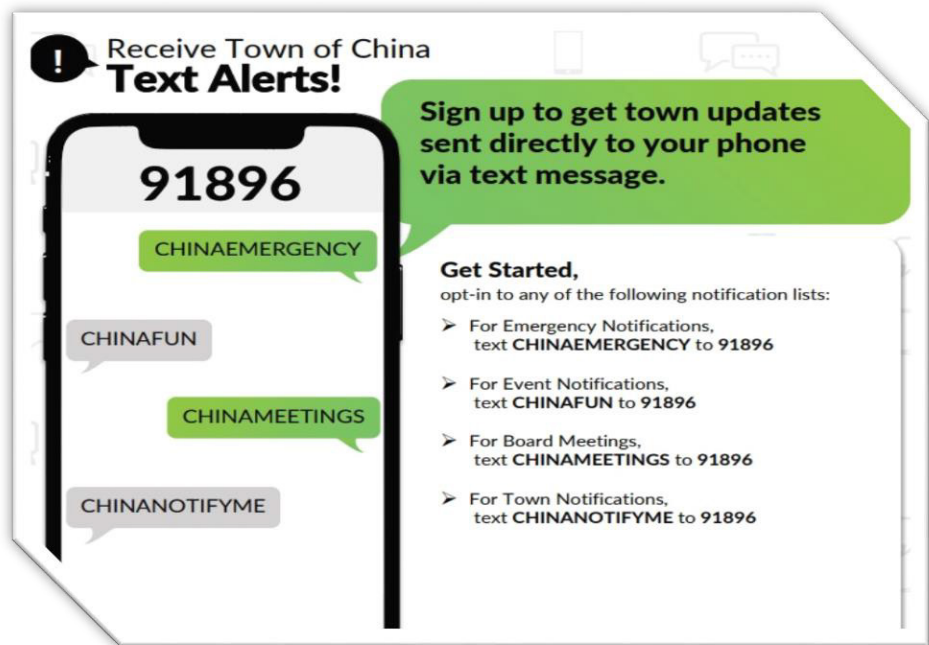 !
Receive Town of China
Text Alerts!
91896
CHINAEMERGENCY
CHINAFUN
CHINAMEETINGS
CHINANOTIFYME
Sign up to get town updates
sent directly to your phone
via text message.
Get Started,
opt-in to any of the following notification lists:
➢ For Emergency Notifications,
text CHINAEMERGENCY to 91896
➢ For Event Notifications,
text CHINAFUN to 91896
➢ For Board Meetings,
text CHINAMEETINGS to 91896
➢ For Town Notifications,
text CHINANOTIFYME to 91896